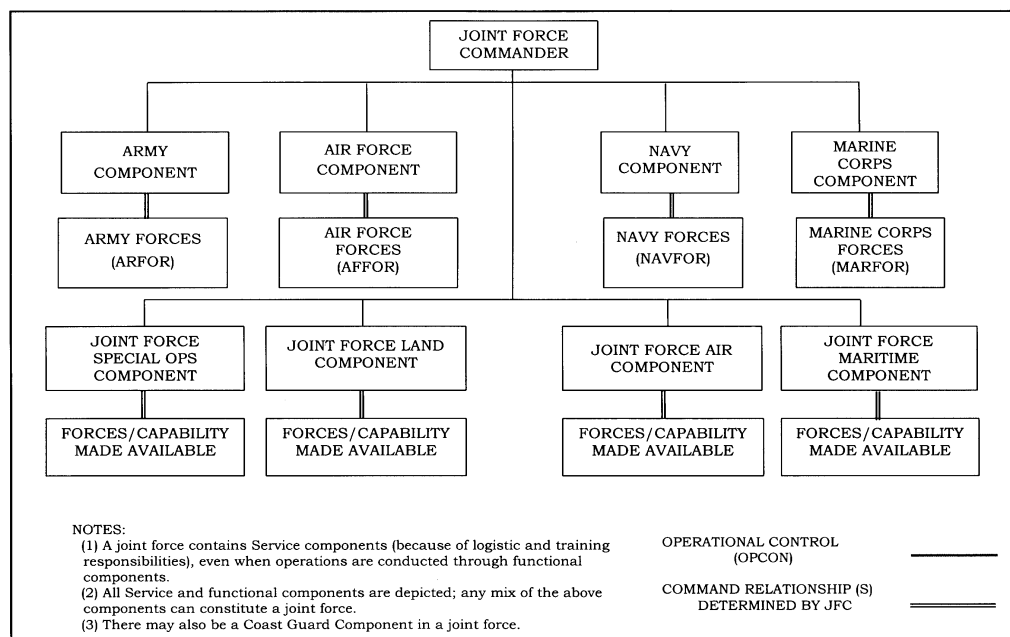 JOINT FORCE
COMMANDER
ARMY
COMPONENT
AIR FORCE
COMPONENT
NAVY
COMPONENT
MARINE
CORPS
COMPONENT
ARMY FORCES
(ARFOR)
AIR FORCE
FORCES
(AFFOR)
NAVY FORCES
(NAVFOR)
MARINE CORPS
FORCES
(MARFOR)
JOINT FORCE
SPECIAL OPS
COMPONENT
JOINT FORCE LAND
COMPONENT
JOINT FORCE AIR
COMPONENT
JOINT FORCE
MARITIME
COMPONENT
FORCES/CAPABILITY
MADE AVAILABLE
FORCES/CAPABILITY
MADE AVAILABLE
FORCES/CAPABILITY
MADE AVAILABLE
FORCES/CAPABILITY
MADE AVAILABLE
NOTES:
(1) A joint force contains Service components (because of logistic and training
responsibilities), even when operations are conducted through functional
components.
(2) All Service and functional components are depicted; any mix of the above
components can constitute a joint force.
(3) There may also be a Coast Guard Component in a joint force.
OPERATIONAL CONTROL
(OPCON)
COMMAND RELATIONSHIP (S)
DETERMINED BY JFC